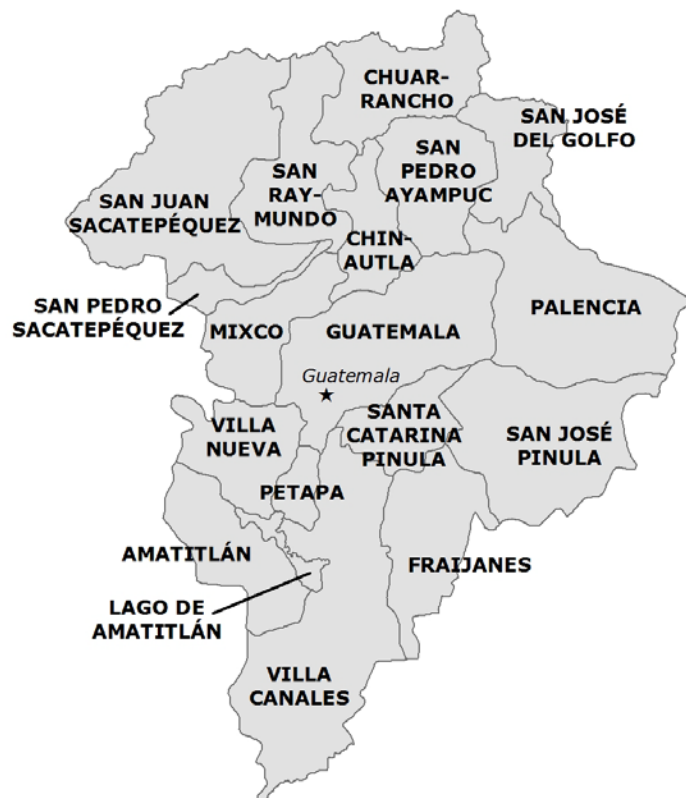 CHUAR-
RANCHO
SAN JOSÉ
DEL GOLFO
SAN
PEDRO
AYAMPUC
SAN
RAY-
MUNDO
SAN JUAN
SACATEPÉQUEZ
CHIN-
AUTLA
SAN PEDRO
SACATEPÉQUEZ
MIXCO
GUATEMALA
PALENCIA
Guatemala
SANTA
CATARINA
PINULA
VILLA
NUEVA
SAN JOSÉ
PINULA
PETAPA
AMATITLÁN
FRAIJANES
LAGO DE
AMATITLÁN
VILLA
CANALES